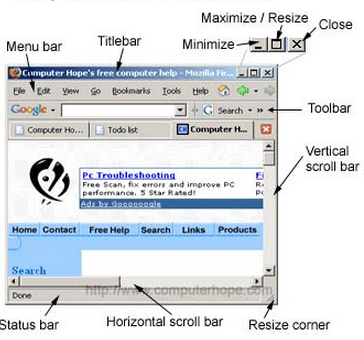 Maximize / Resize
Close
Titlebar
Minimize
Menu bar
Computer Hope's free computer help - Mozilla Fir...
File Edit View Go Bookmarks Tools Help
Google Search »
Toolbar
Computer Ho... Todo list Computer H...
Vertical
scroll bar
Pc Troubleshooting
Free Scan, fix errors and improve PC
performance. 5 Star Rated!
Ads by Goooooogle
Home Contact Free Help Search Links Products
Search
http://www.computerhope.com
Done
Status bar
Horizontal scroll bar
Resize corner